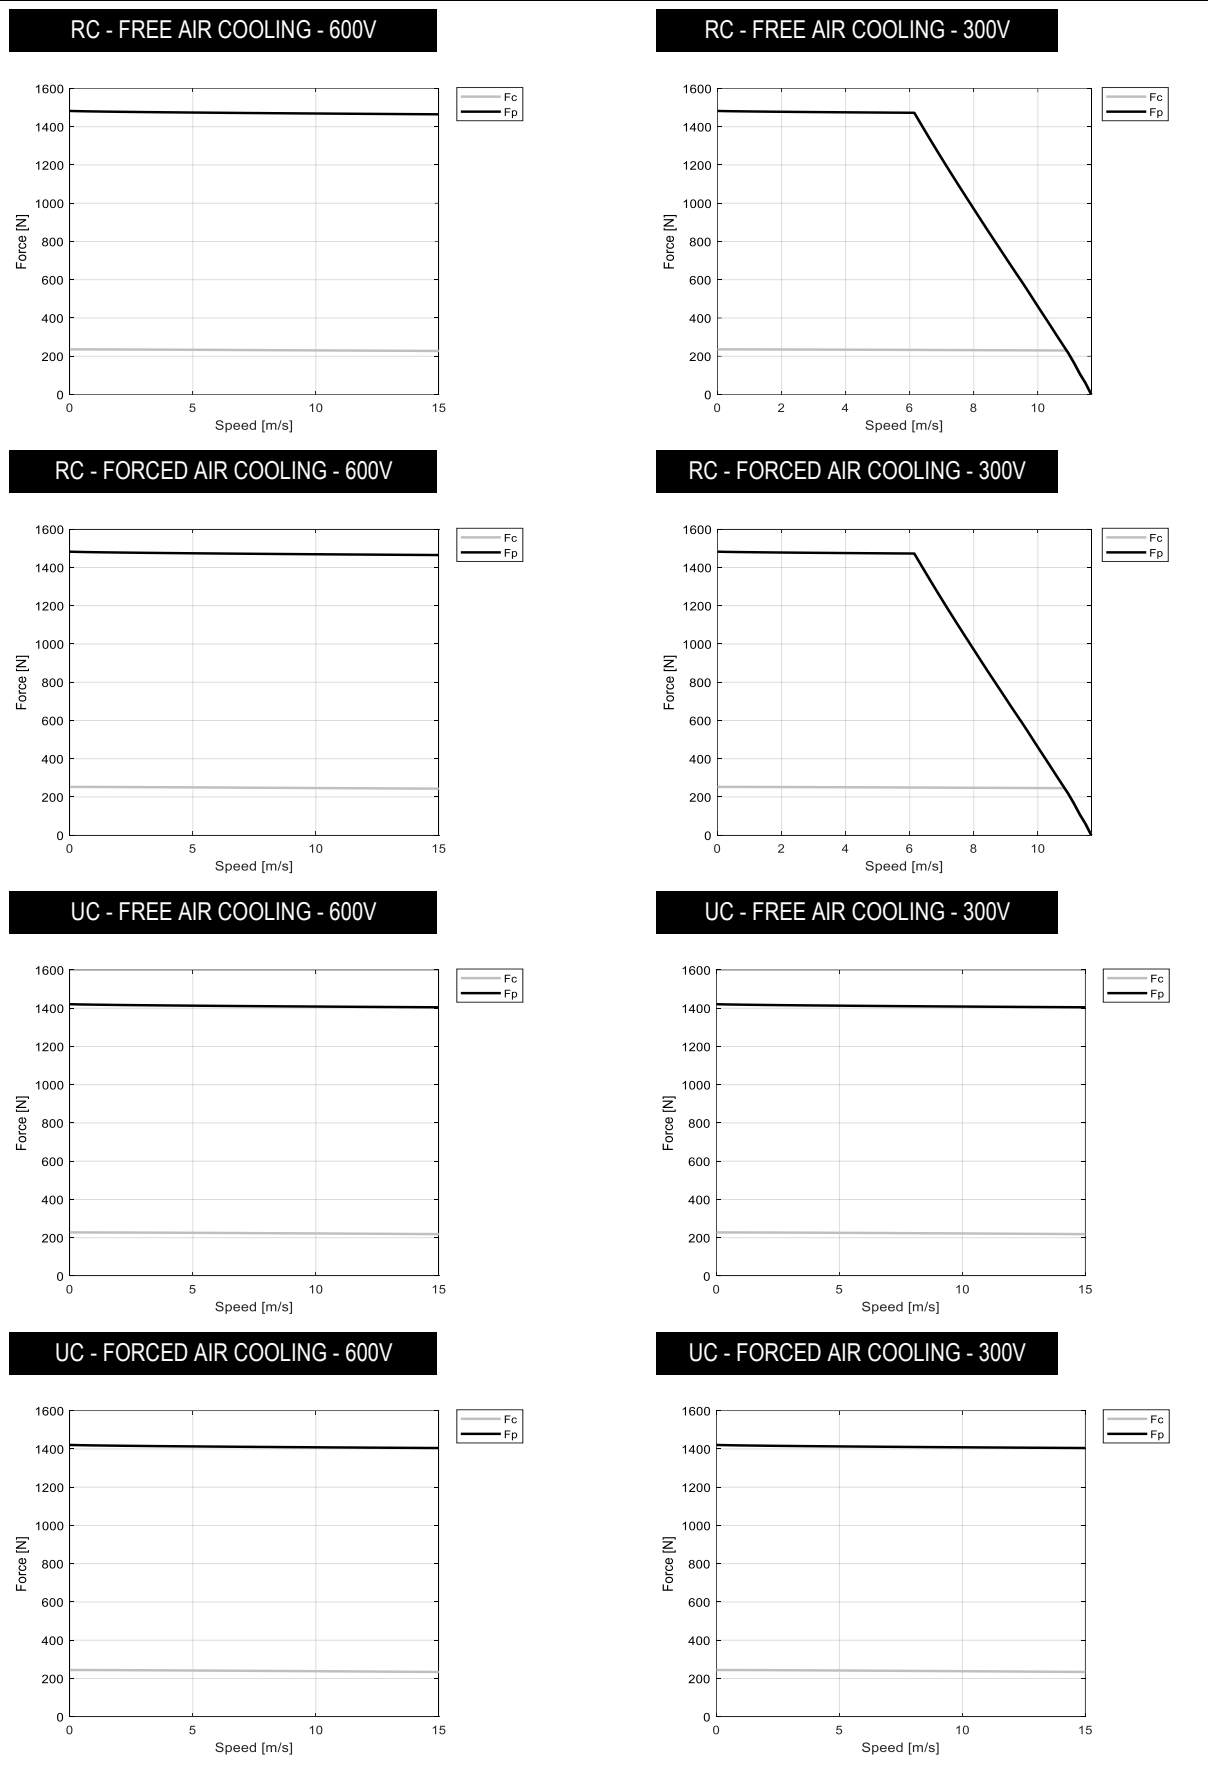 RC - FREE AIR COOLING - 600V
1600
1400
1200
1000
800
600
400
200
0
Force [N]
0 5 10 15
Speed [m/s]
Fc
Fp
RC - FREE AIR COOLING - 300V
1600
1400
1200
1000
800
600
400
200
0
Force [N]
0 2 4 6 8 10
Speed [m/s]
Fc
Fp
RC - FORCED AIR COOLING - 600V
1600
1400
1200
1000
800
600
400
200
0
Force [N]
0 5 10 15
Speed [m/s]
Fc
Fp
RC - FORCED AIR COOLING - 300V
1600
1400
1200
1000
800
600
400
200
0
Force [N]
0 2 4 6 8 10
Speed [m/s]
Fc
Fp
UC - FREE AIR COOLING - 600V
1600
1400
1200
1000
800
600
400
200
0
Force [N]
0 5 10 15
Speed [m/s]
Fc
Fp
UC - FREE AIR COOLING - 300V
1600
1400
1200
1000
800
600
400
200
0
Force [N]
0 5 10 15
Speed [m/s]
Fc
Fp
UC - FORCED AIR COOLING - 600V
1600
1400
1200
1000
800
600
400
200
0
Force [N]
0 5 10 15
Speed [m/s]
Fc
Fp
UC - FORCED AIR COOLING - 300V
1600
1400
1200
1000
800
600
400
200
0
Force [N]
0 5 10 15
Speed [m/s]
Fc
Fp